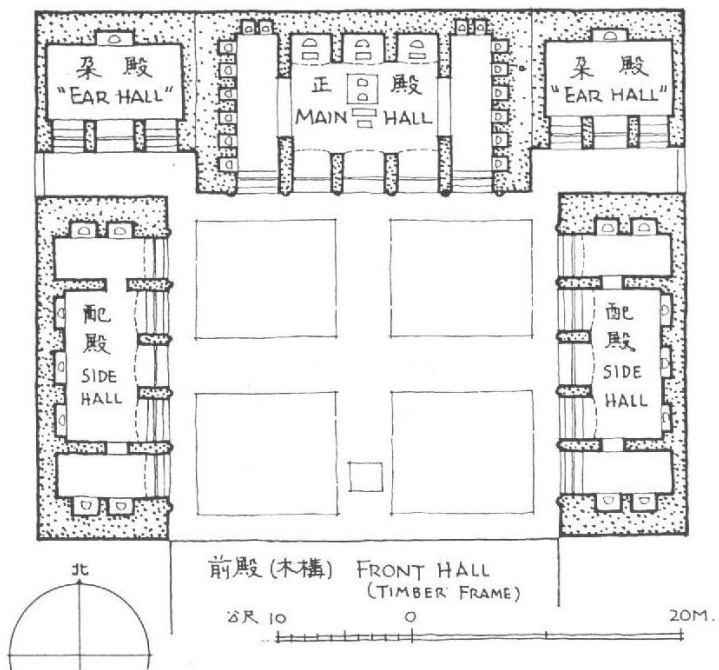 朶殿
"EAR HALL"
正殿
MAIN HALL
朶殿
"EAR HALL"
配殿
SIDE
HALL
配殿
SIDE
HALL
前殿(木構) FRONT HALL
(TIMBER FRAME)
北
公尺 10 0 20M.